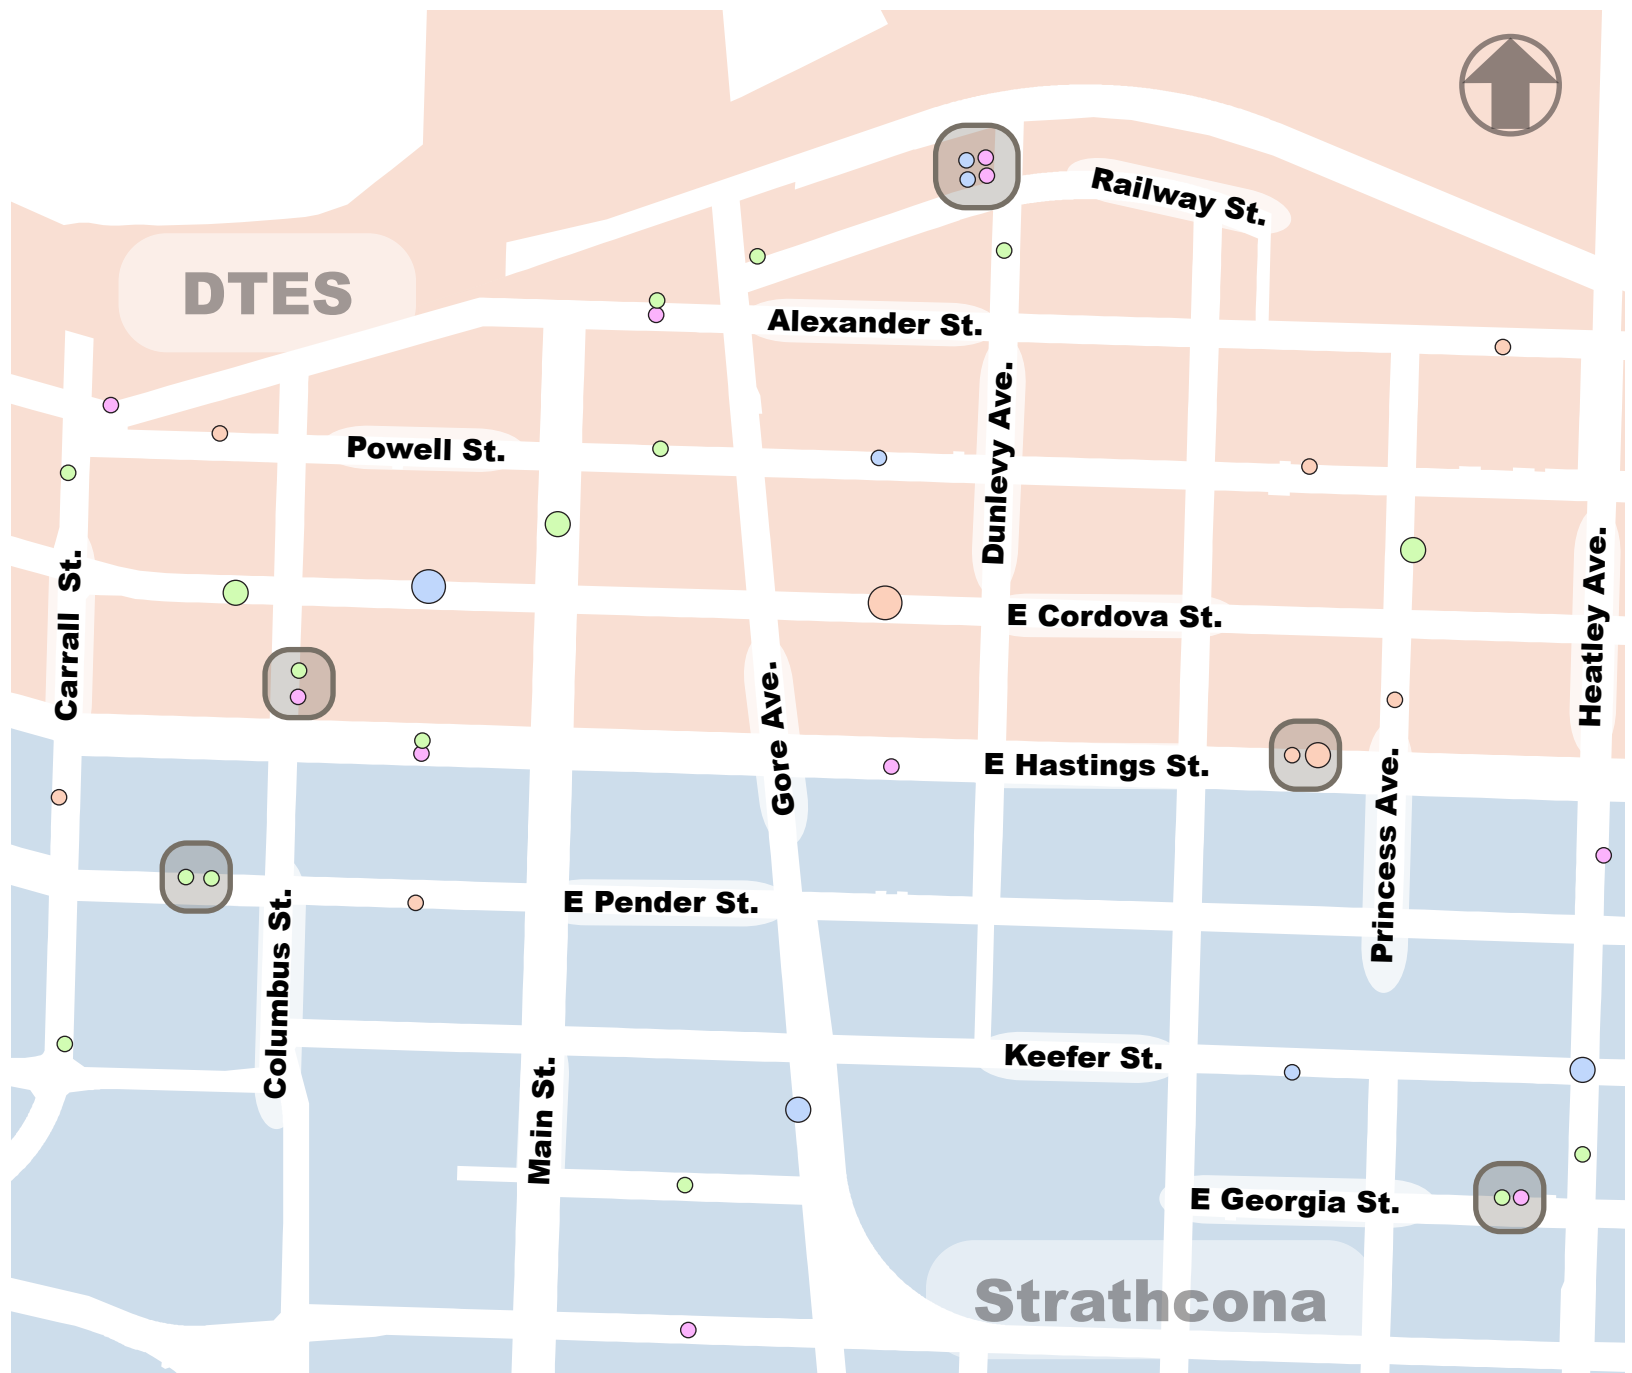 Railway St.
DTES
Alexander St.
Powell St.
Dunlevy Ave.
E Cordova St.
Carrall St.
Heatley Ave.
Gore Ave.
E Hastings St.
Princess Ave.
E Pender St.
Columbus St.
Keefer St.
Main St.
E Georgia St.
Strathcona